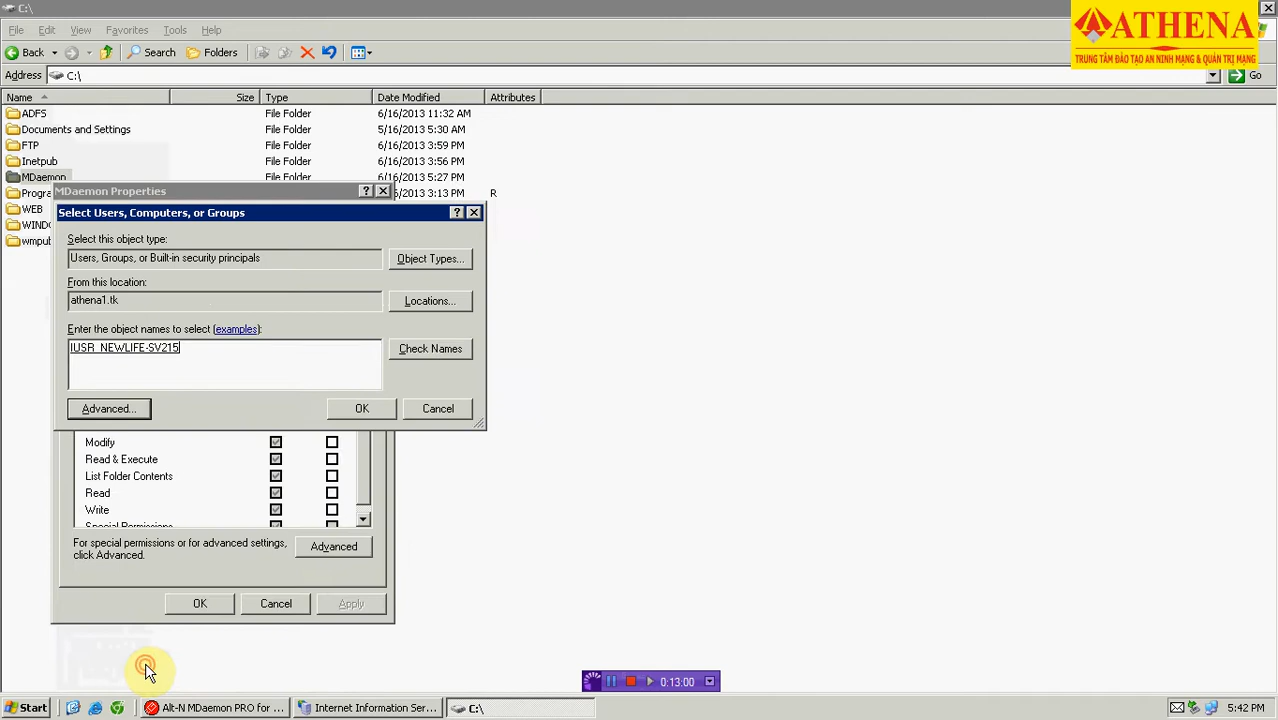 C:\
File Edit View Favorites Tools Help
ATHENA
TRUNG TÂM ĐÀO TẠO AN NINH MẠNG & QUẢN TRỊ MẠNG
Back Search Folders
Address C:\ Go
Name Size Type Date Modified Attributes
ADFS File Folder 6/16/2013 11:32 AM
Documents and Settings File Folder 5/16/2013 5:30 AM
FTP File Folder 6/16/2013 3:59 PM
Inetpub File Folder 6/16/2013 3:56 PM
MDaemon File Folder 6/16/2013 5:27 PM
Progra 6/2013 3:13 PM R
WEB
WIND
wmpub
MDaemon Properties
Select Users, Computers, or Groups
Select this object type:
Users, Groups, or Built-in security principals Object Types...
From this location:
athena1.tk Locations...
Enter the object names to select (examples):
IUSR_NEWLIFE-SV215 Check Names
Advanced... OK Cancel
Modify
Read & Execute
List Folder Contents
Read
Write
Special Permissions
For special permissions or for advanced settings, click Advanced. Advanced
OK Cancel Apply
0:13:00
Start Alt-N MDaemon PRO for ... Internet Information Ser... C:\ 5:42 PM